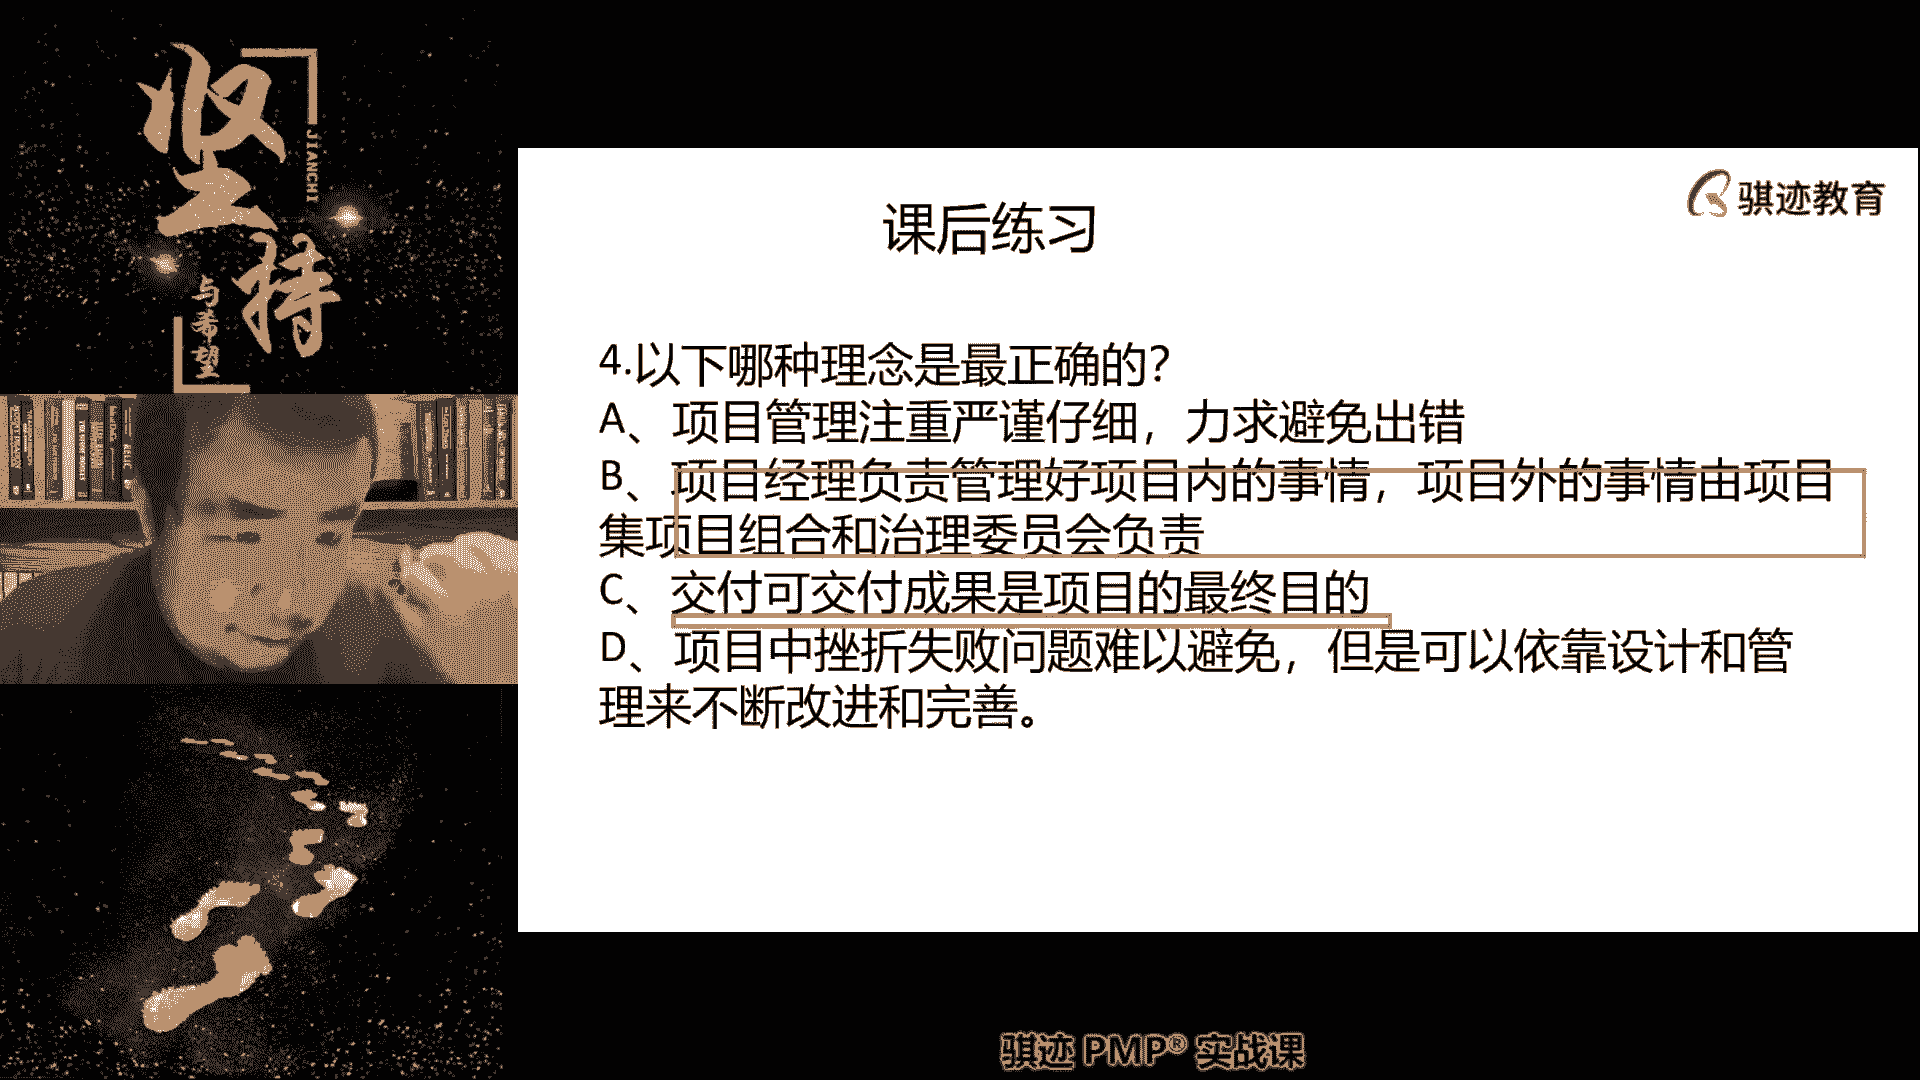 坚持
JIANCHI
与希望
骐迹教育
课后练习
4.以下哪种理念是最正确的?
A、项目管理注重严谨仔细，力求避免出错
B、项目经理负责管理好项目内的事情，项目外的事情由项目
集项目组合和治理委员会负责
C、交付可交付成果是项目的最终目的
D、项目中挫折失败问题难以避免，但是可以依靠设计和管
理来不断改进和完善。
骐迹 PMP® 实战课